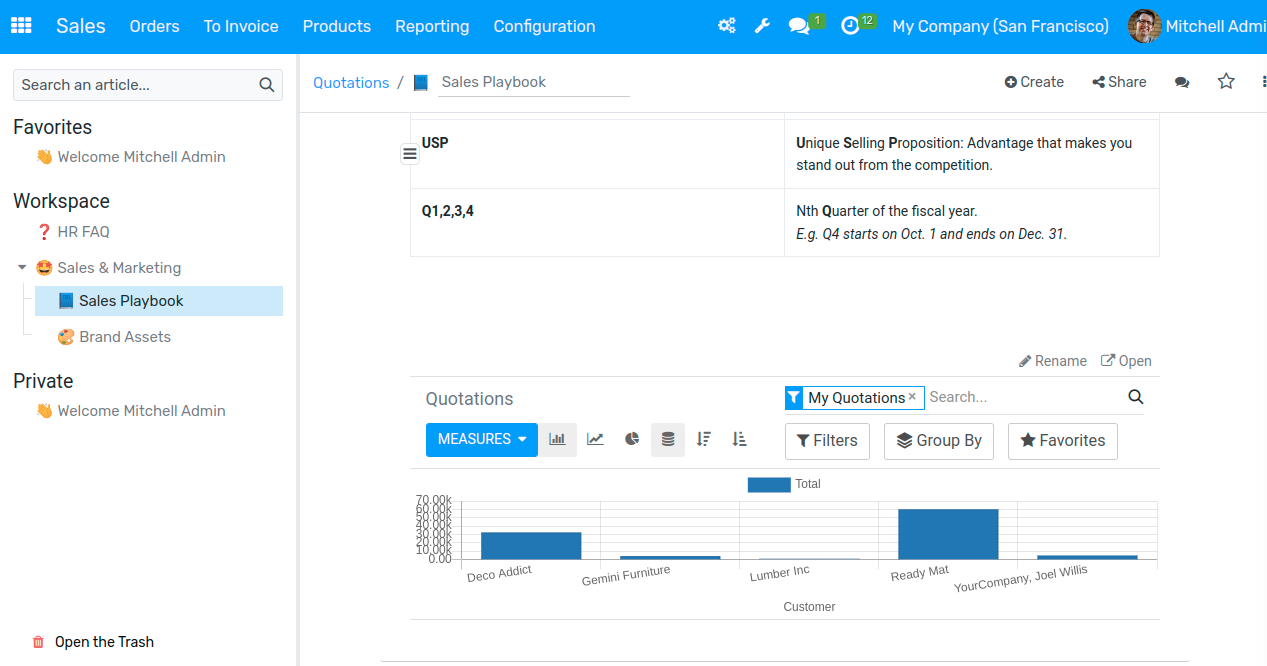 Sales Orders To Invoice Products Reporting Configuration 1 12 My Company (San Francisco) Mitchell Admi
Search an article...
Favorites
Welcome Mitchell Admin
Workspace
HR FAQ
Sales & Marketing
Sales Playbook
Brand Assets
Private
Welcome Mitchell Admin
Open the Trash
Quotations / Sales Playbook Create Share
USP
Unique Selling Proposition: Advantage that makes you
stand out from the competition.
Q1,2,3,4
Nth Quarter of the fiscal year.
E.g. Q4 starts on Oct. 1 and ends on Dec. 31.
Rename Open
Quotations My Quotations × Search...
MEASURES Filters Group By Favorites
Total
70.00k
60.00k
50.00k
40.00k
30.00k
20.00k
10.00k
0.00
Deco Addict Gemini Furniture Lumber Inc Ready Mat YourCompany, Joel Willis
Customer